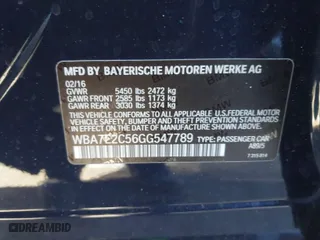 MFD BY BAYERISCHE MOTOREN WERKE AG
02/16
GVWR 5450 lbs 2472 kg
GAWR FRONT 2585 lbs 1173 kg
GAWR REAR 3030 lbs 1374 kg
THIS VEHICLE CONFORMS TO ALL APPLICABLE
U.S. FEDERAL MOTOR VEHICLE SAFETY,
BUMPER, AND THEFT PREVENTION
STANDARDS IN EFFECT ON THE DATE OF
MANUFACTURE SHOWN ABOVE.
WBA7E2C56GG547789 TYPE: PASSENGER CAR